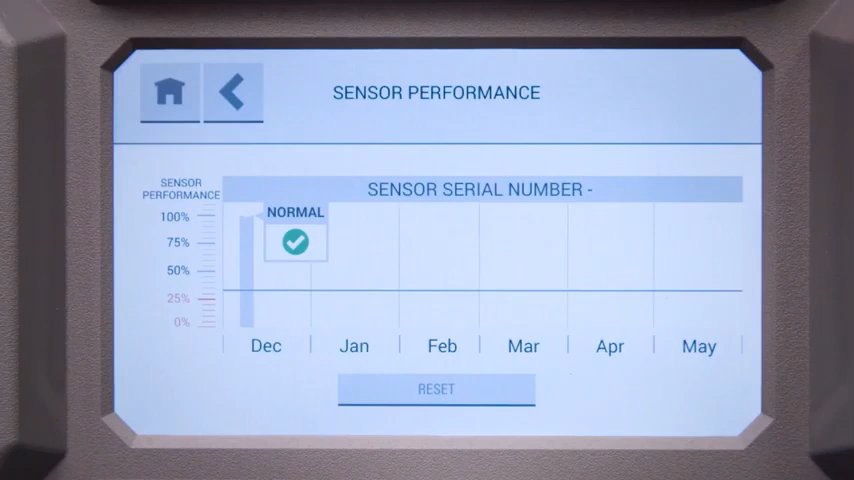 SENSOR PERFORMANCE
SENSOR
PERFORMANCE
SENSOR SERIAL NUMBER -
100%
NORMAL
75%
50%
25%
0%
Dec Jan Feb Mar Apr May
RESET